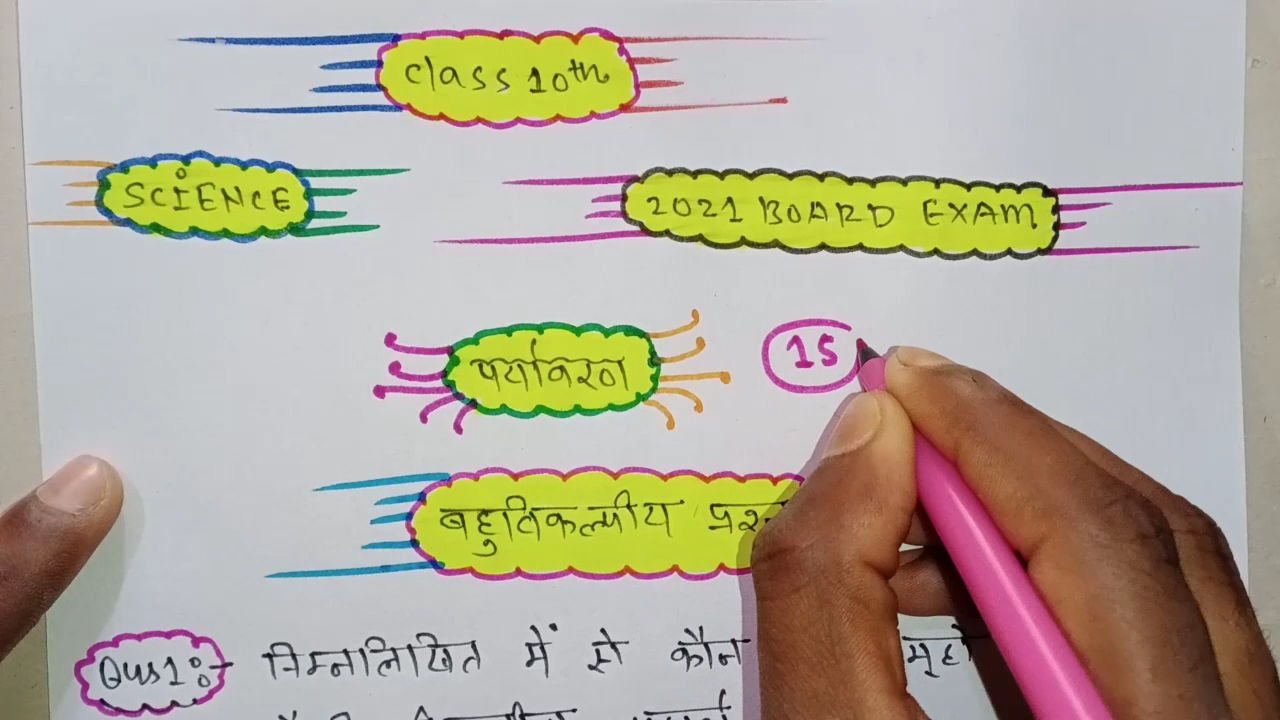 Class 10th
SCIENCE
2021 BOARD EXAM
पर्यावरण
15
बहुविकल्पीय
Qus1:- निम्नलिखित में से कौन